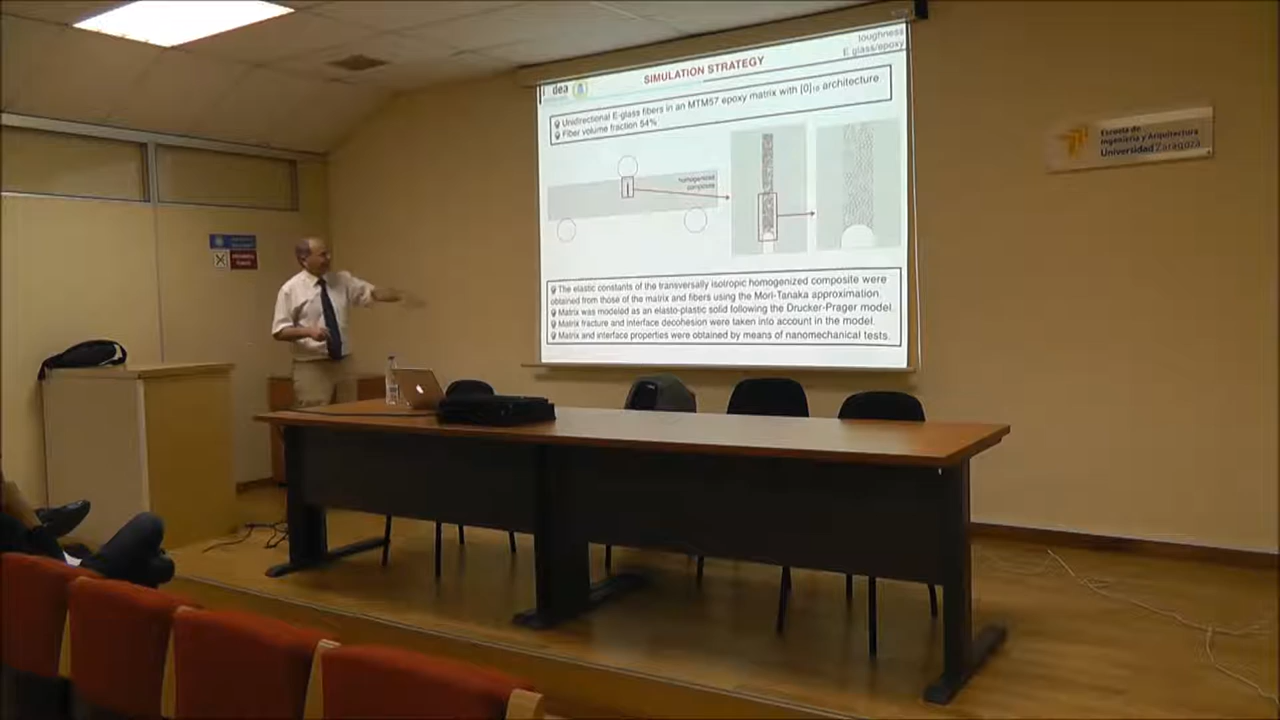 toughness
E glass/epoxy
dea
SIMULATION STRATEGY
Unidirectional E-glass fibers in an MTM57 epoxy matrix with [0]₁₈ architecture
Fiber volume fraction 54%
homogenized
composite
The elastic constants of the transversally isotropic homogenized composite were
obtained from those of the matrix and fibers using the Mori-Tanaka approximation.
Matrix was modeled as an elasto-plastic solid following the Drucker-Prager model.
Matrix fracture and interface decohesion were taken into account in the model.
Matrix and interface properties were obtained by means of nanomechanical tests.
Escuela de
Ingeniería y Arquitectura
Universidad Zaragoza